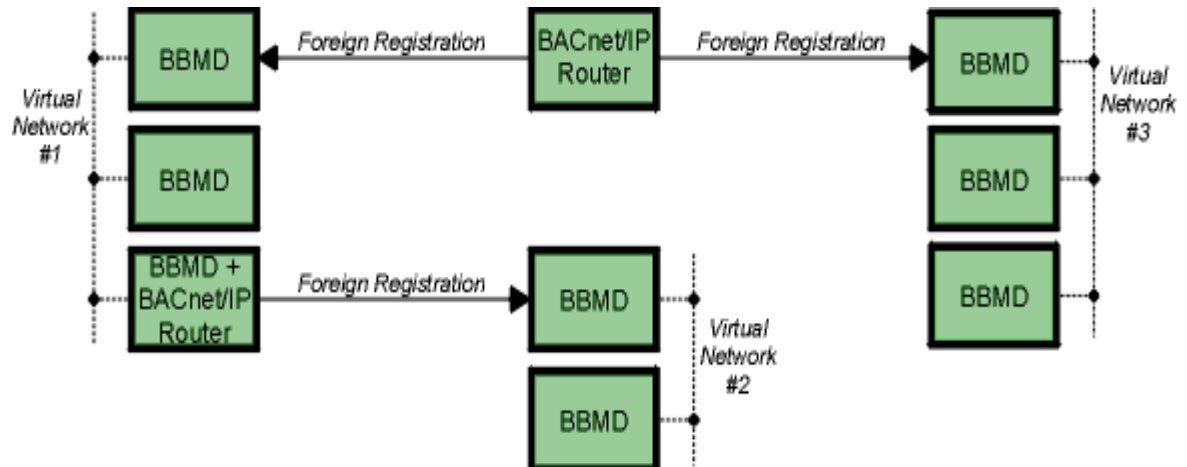 BBMD
Foreign Registration
BACnet/IP
Router
Foreign Registration
BBMD
Virtual
Network
#1
Virtual
Network
#3
BBMD
BBMD
BBMD +
BACnet/IP
Router
Foreign Registration
BBMD
BBMD
Virtual
Network
#2
BBMD